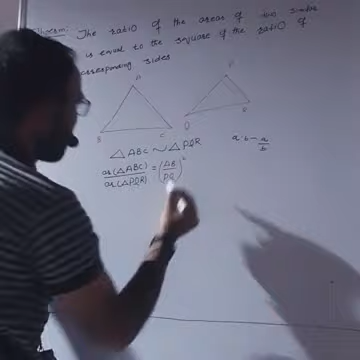 Theorem: The ratio of the areas of two similar
is equal to the square of the ratio of
corresponding sides
A
B
C
P
Q
R
△ ABC ~ △ PQR
a:b = a/b
ar(△ABC)/ar(△PQR) = (AB/PQ)²